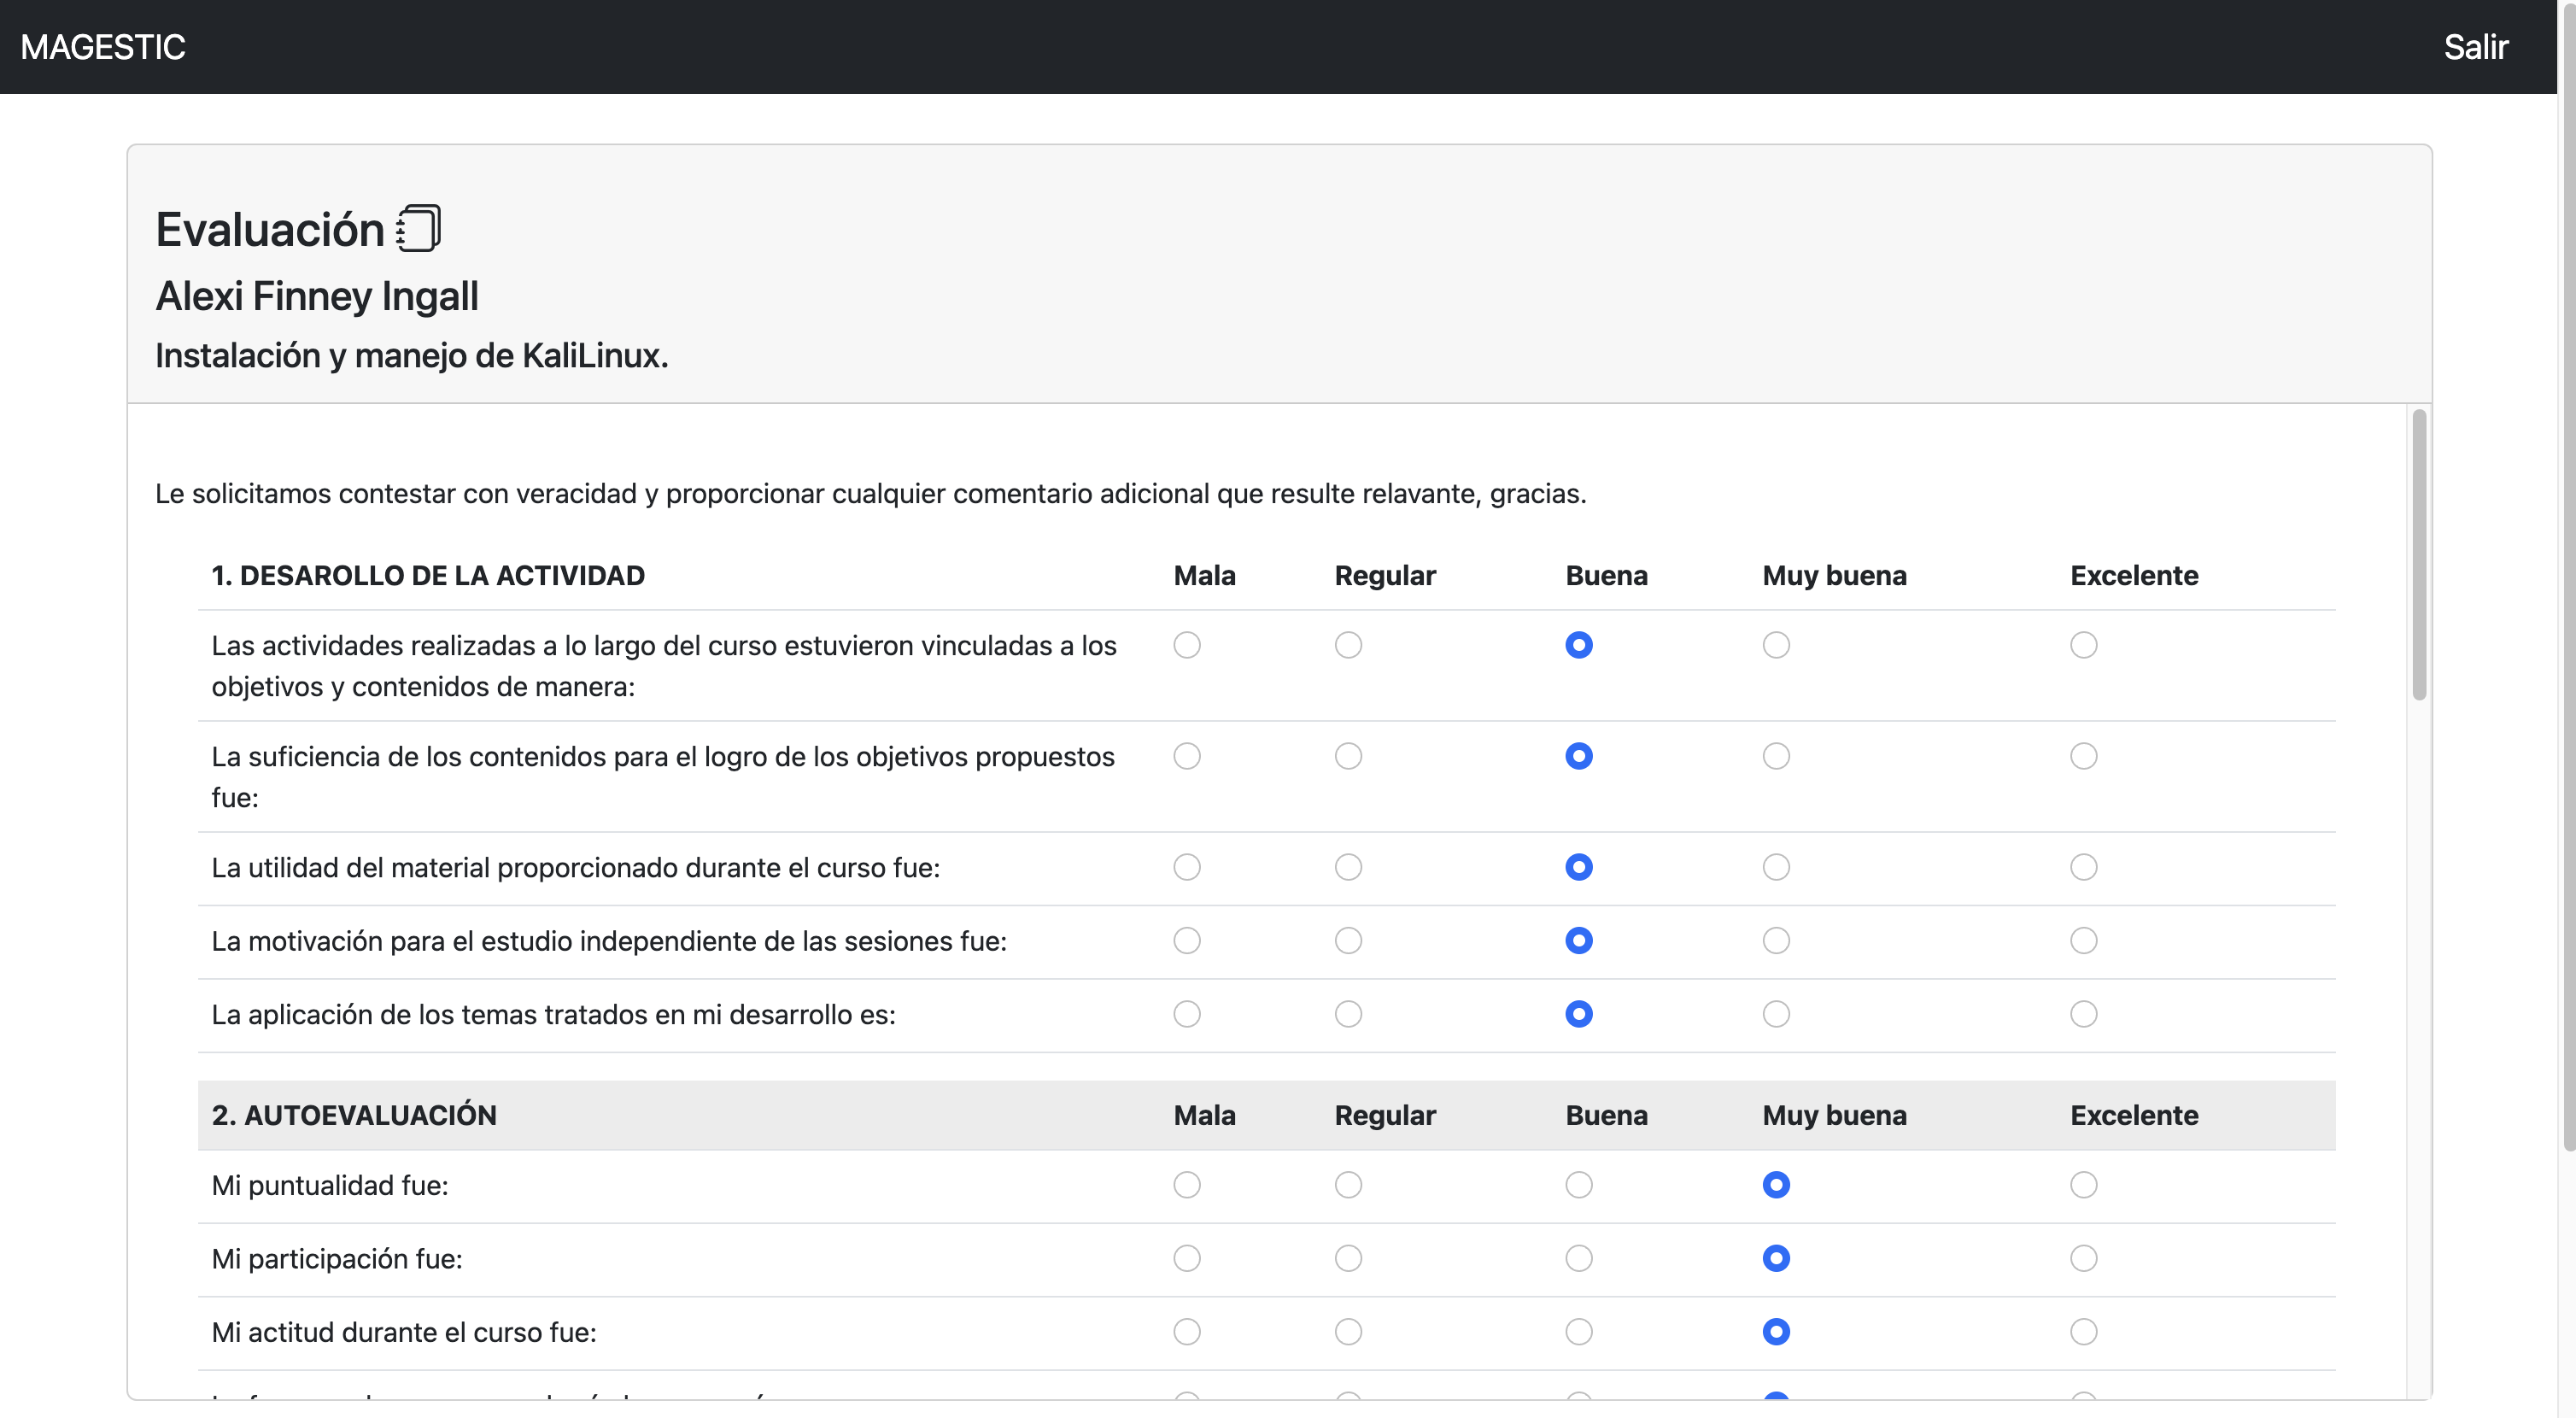 MAGESTIC Salir
Evaluación
Alexi Finney Ingall
Instalación y manejo de KaliLinux.
Le solicitamos contestar con veracidad y proporcionar cualquier comentario adicional que resulte relavante, gracias.
1. DESAROLLO DE LA ACTIVIDAD Mala Regular Buena Muy buena Excelente
Las actividades realizadas a lo largo del curso estuvieron vinculadas a los
objetivos y contenidos de manera:
La suficiencia de los contenidos para el logro de los objetivos propuestos
fue:
La utilidad del material proporcionado durante el curso fue:
La motivación para el estudio independiente de las sesiones fue:
La aplicación de los temas tratados en mi desarrollo es:
2. AUTOEVALUACIÓN Mala Regular Buena Muy buena Excelente
Mi puntualidad fue:
Mi participación fue:
Mi actitud durante el curso fue: